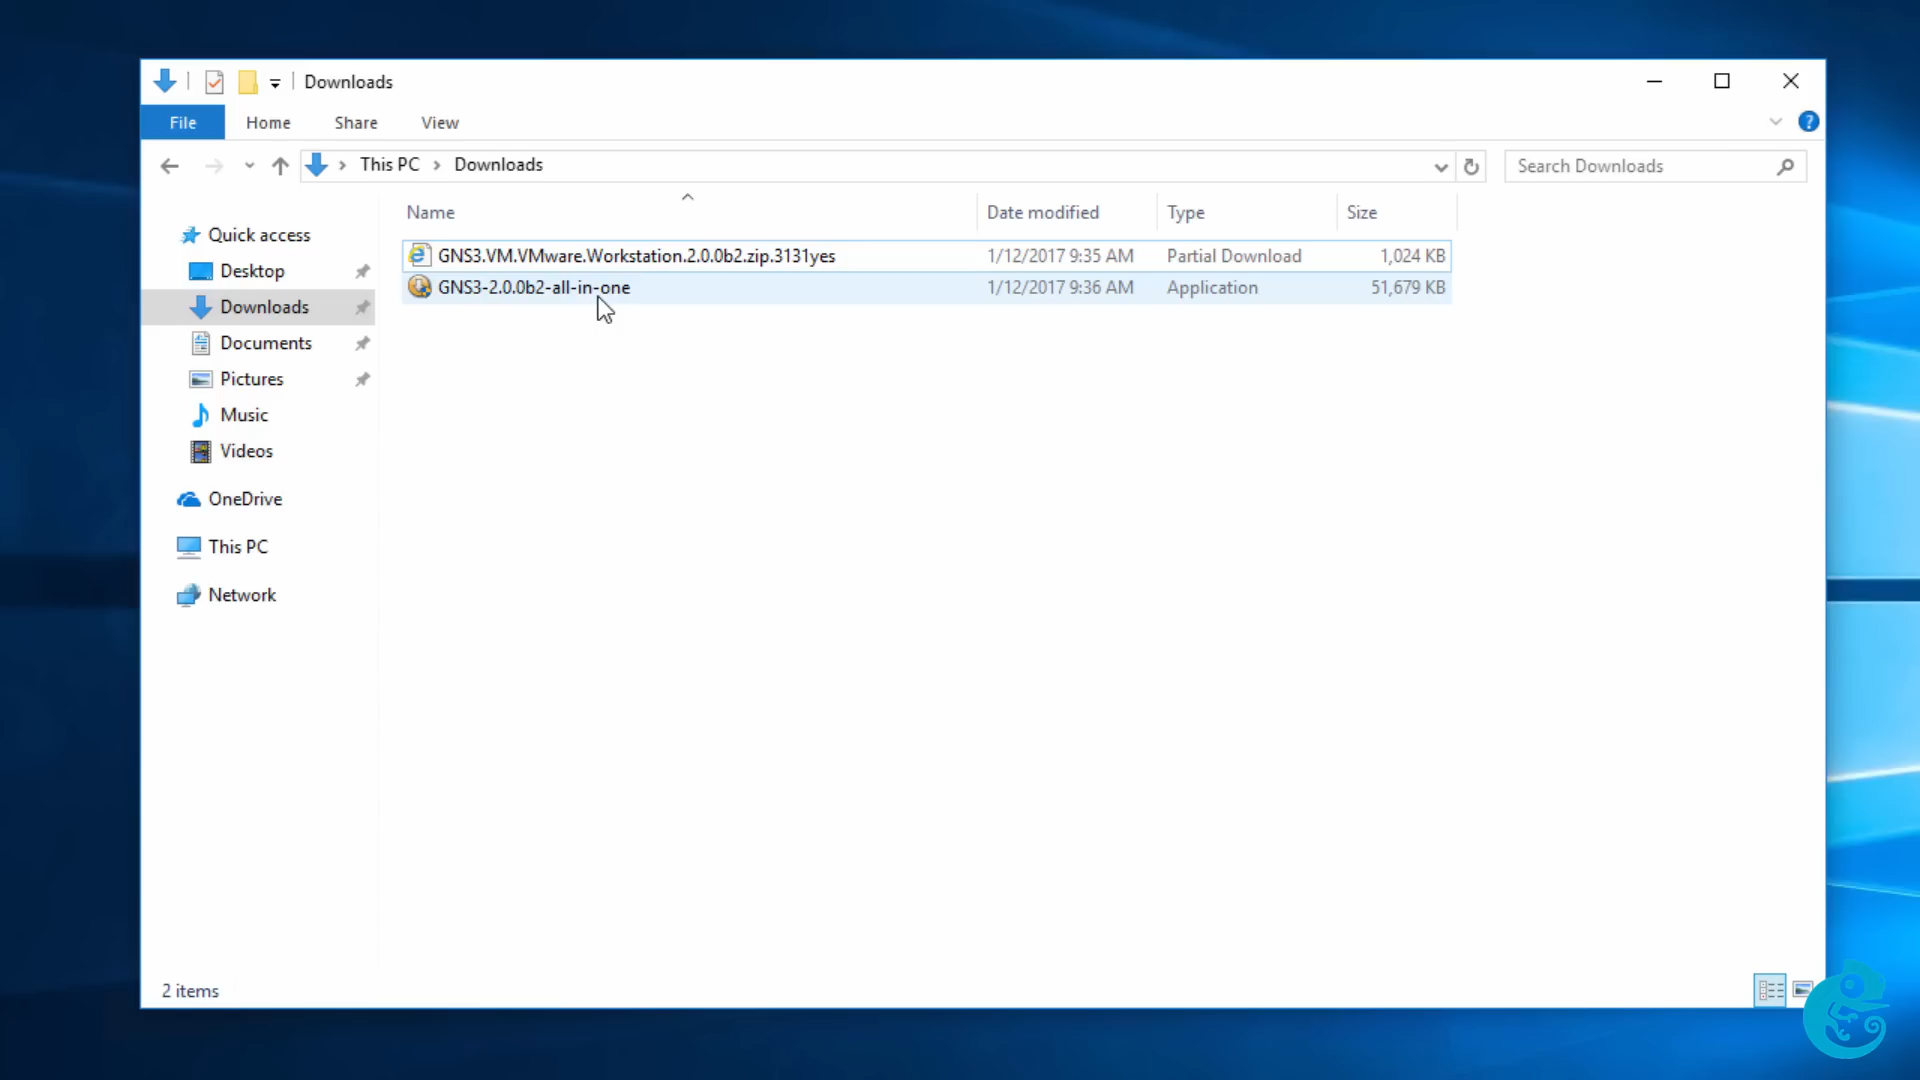 Downloads
File Home Share View ?
This PC Downloads
Search Downloads
Name Date modified Type Size
Quick access
Desktop
Downloads
Documents
Pictures
Music
Videos
OneDrive
This PC
Network
GNS3.VM.VMware.Workstation.2.0.0b2.zip.3131yes 1/12/2017 9:35 AM Partial Download 1,024 KB
GNS3-2.0.0b2-all-in-one 1/12/2017 9:36 AM Application 51,679 KB
2 items